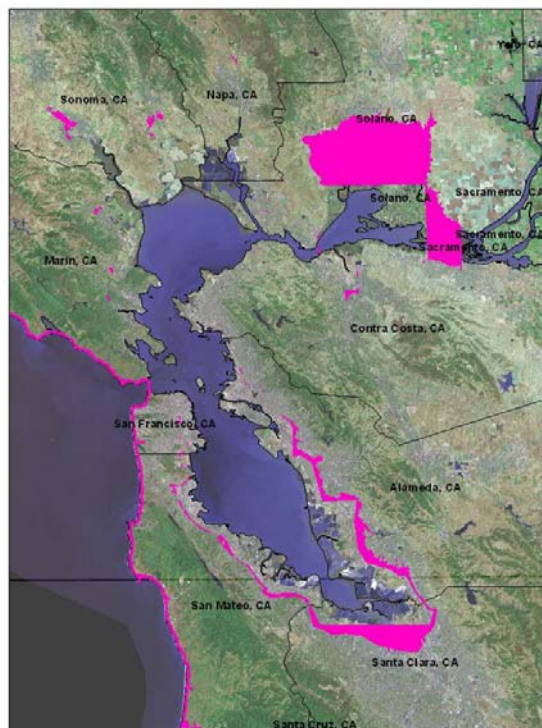 Yolo, CA
Sonoma, CA
Napa, CA
Solano, CA
Solano, CA
Sacramento, CA
Sacramento, CA
Sacramento, CA
Marin, CA
Contra Costa, CA
San Francisco, CA
Alameda, CA
San Mateo, CA
Santa Clara, CA
Santa Cruz, CA